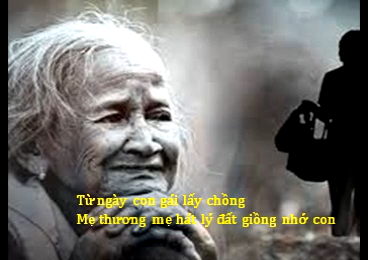 Từ ngày con gái lấy chồng
Mẹ thương mẹ hát lý đất giồng nhớ con